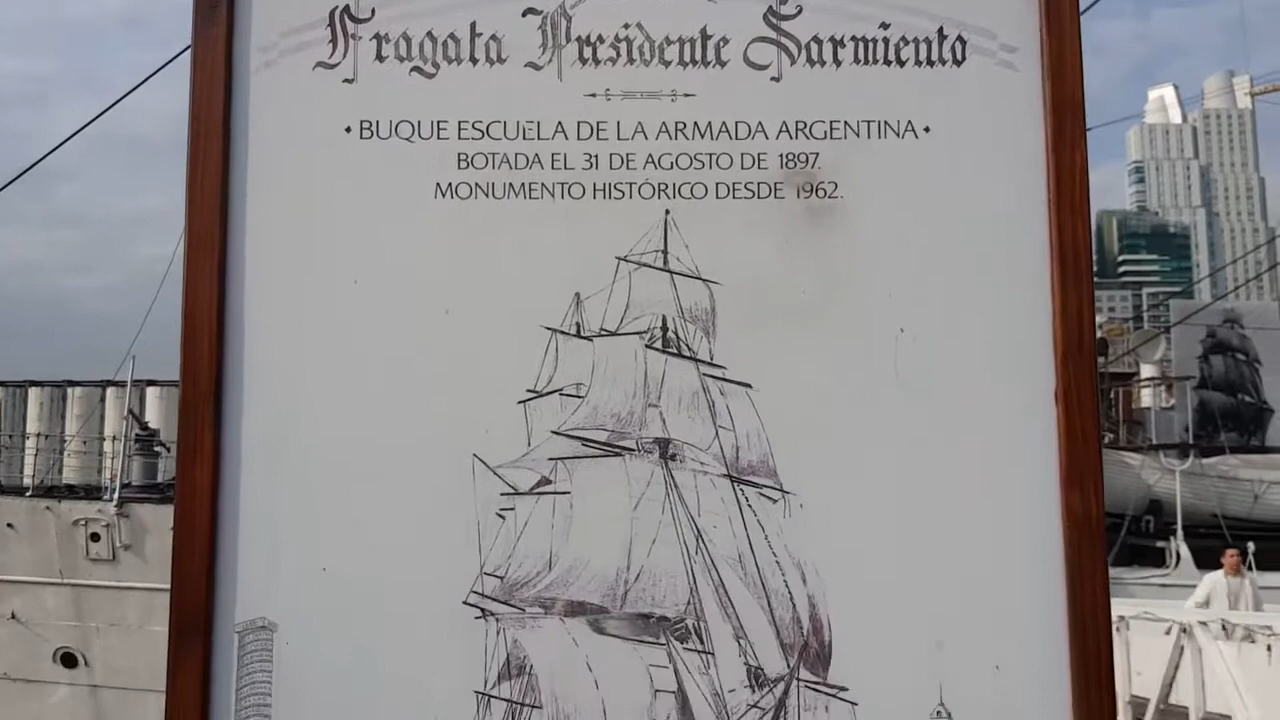 Fragata Presidente Sarmiento
• BUQUE ESCUELA DE LA ARMADA ARGENTINA •
BOTADA EL 31 DE AGOSTO DE 1897.
MONUMENTO HISTÓRICO DESDE 1962.